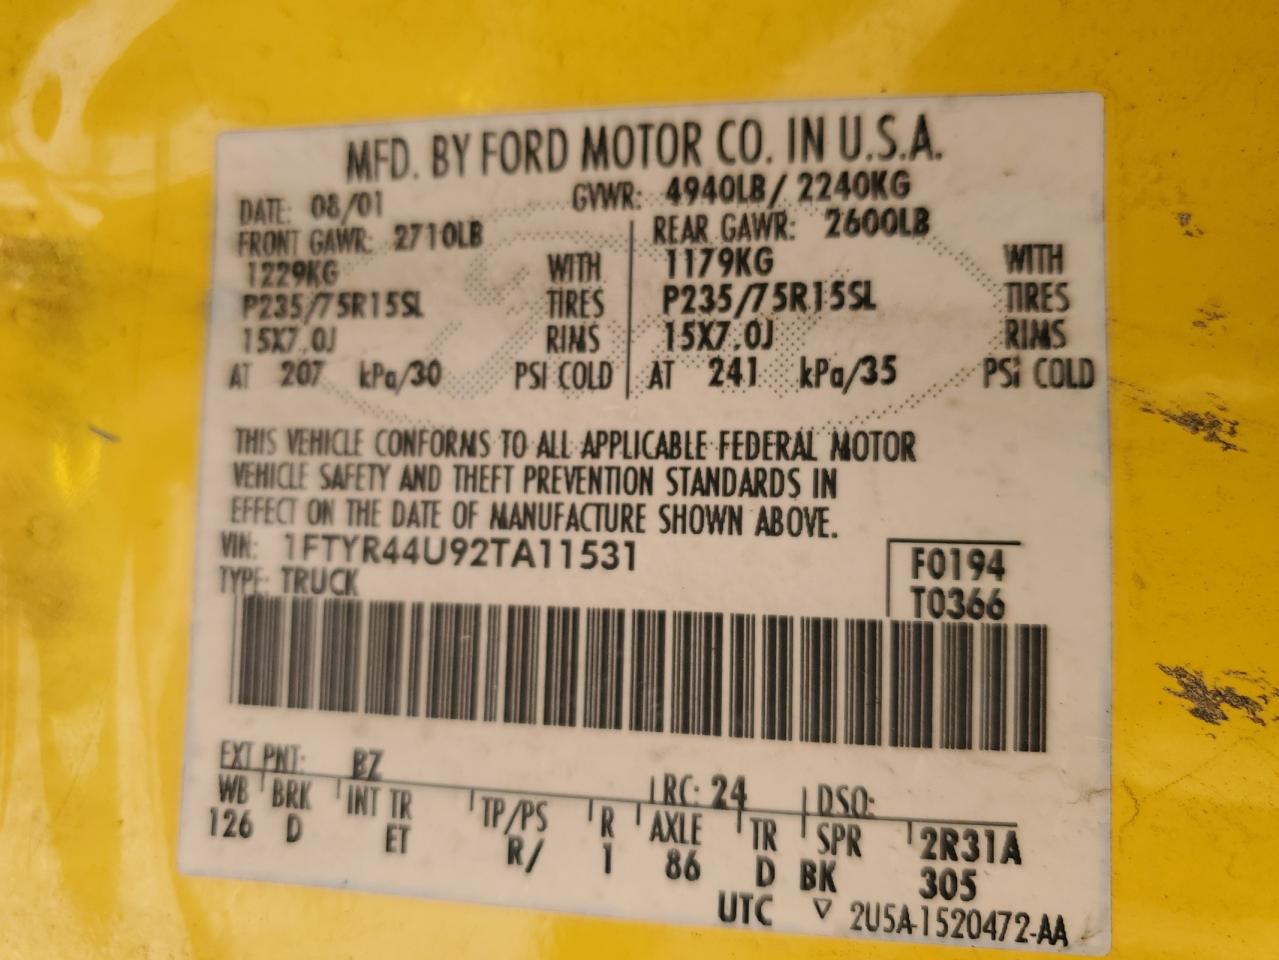 MFD. BY FORD MOTOR CO. IN U.S.A.
DATE: 08/01 GVWR: 4940LB / 2240KG
FRONT GAWR: 2710LB REAR GAWR: 2600LB
1229KG WITH 1179KG WITH
P235/75R15SL TIRES P235/75R15SL TIRES
15X7.0J RIMS 15X7.0J RIMS
AT 207 kPa/30 PSI COLD AT 241 kPa/35 PSI COLD
THIS VEHICLE CONFORMS TO ALL APPLICABLE FEDERAL MOTOR
VEHICLE SAFETY AND THEFT PREVENTION STANDARDS IN
EFFECT ON THE DATE OF MANUFACTURE SHOWN ABOVE.
VIN: 1FTYR44U92TA11531 F0194
TYPE: TRUCK T0366
EXT PNT: BZ RC: 24 DSO:
WB BRK INT TR TP/PS R AXLE TR SPR 2R31A
126 D ET R/ 1 86 D BK 305
UTC ▽ 2U5A-1520472-AA